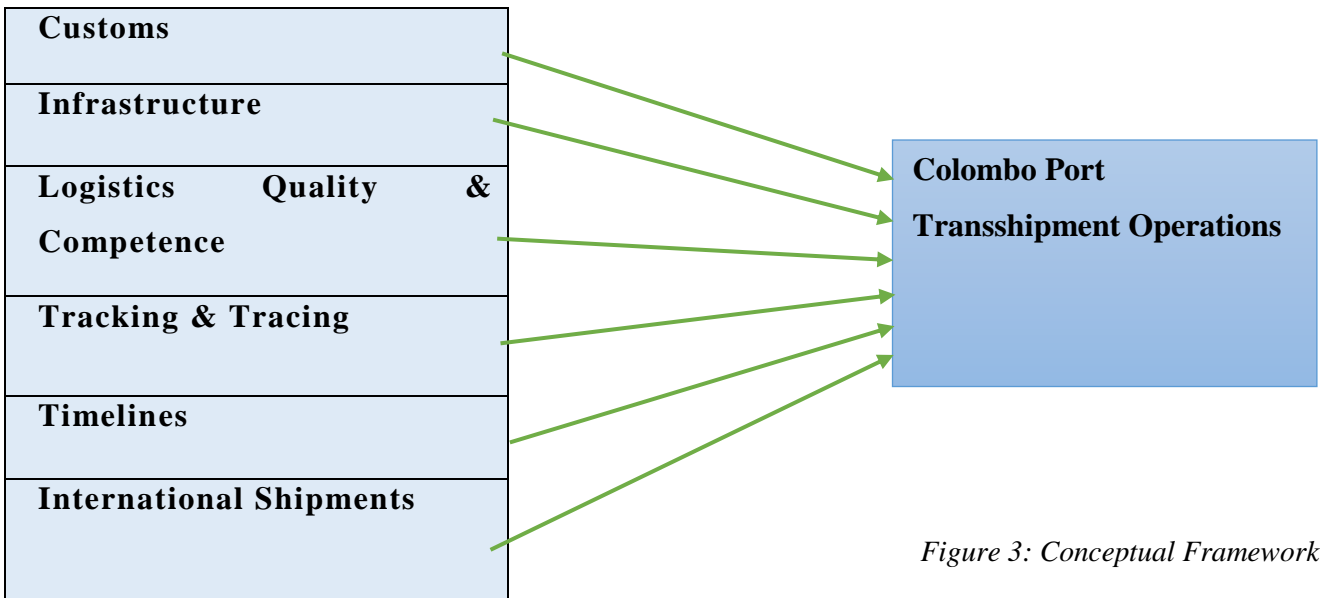 Customs
Infrastructure
Logistics Quality &
Competence
Tracking & Tracing
Timelines
International Shipments
Colombo Port
Transshipment Operations
Figure 3: Conceptual Framework